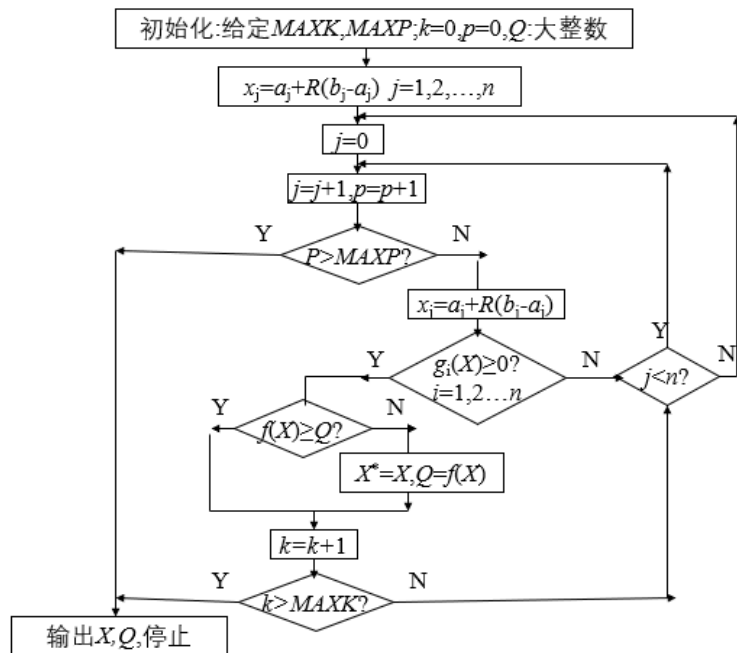 初始化:给定MAXK,MAXP;k=0,p=0,Q:大整数
xj=aj+R(bj-aj) j=1,2,…,n
j=0
j=j+1,p=p+1
Y
N
P>MAXP?
xj=aj+R(bj-aj)
Y
N
Y
gi(X)≥0?
i=1,2…n
N
j<n?
Y
N
f(X)≥Q?
X*=X,Q=f(X)
k=k+1
Y
N
k>MAXK?
输出X,Q,停止